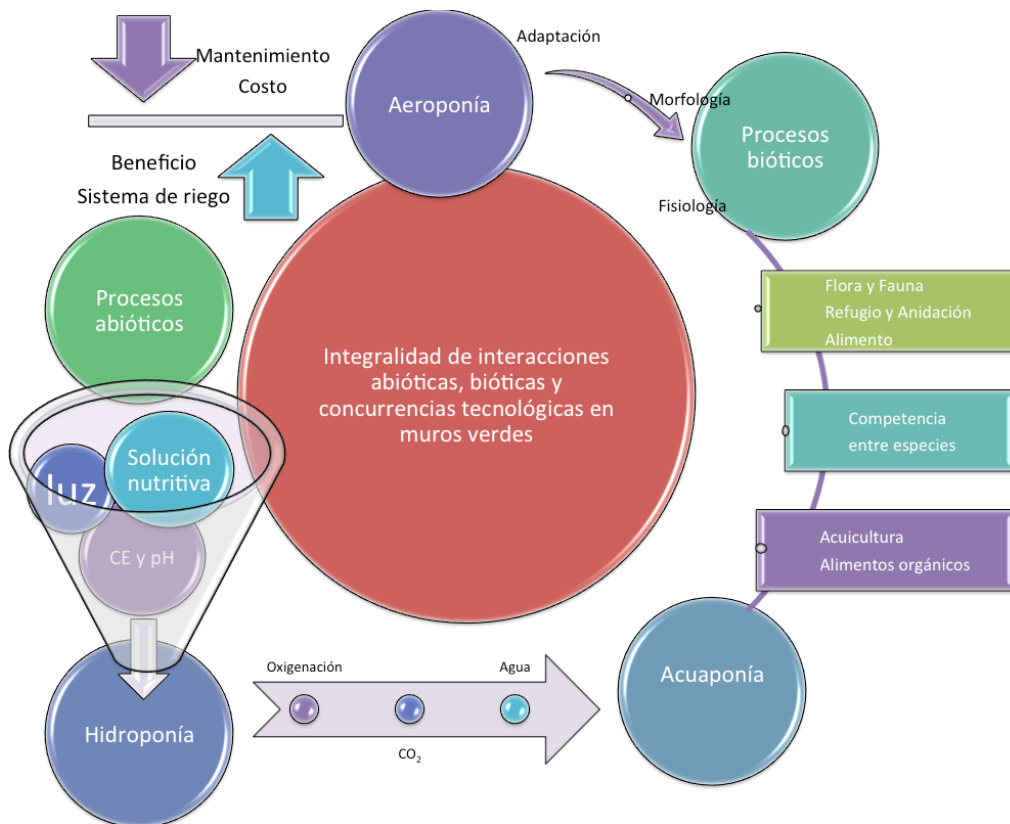 Mantenimiento
Costo
Beneficio
Sistema de riego
Aeroponía
Adaptación
Morfología
Fisiología
Procesos
bióticos
Flora y Fauna
Refugio y Anidación
Alimento
Competencia
entre especies
Acuicultura
Alimentos orgánicos
Acuaponía
Procesos
abióticos
Integralidad de interacciones
abióticas, bióticas y
concurrencias tecnológicas en
muros verdes
luz
Solución
nutritiva
CE y pH
Hidroponía
Oxigenación
CO₂
Agua